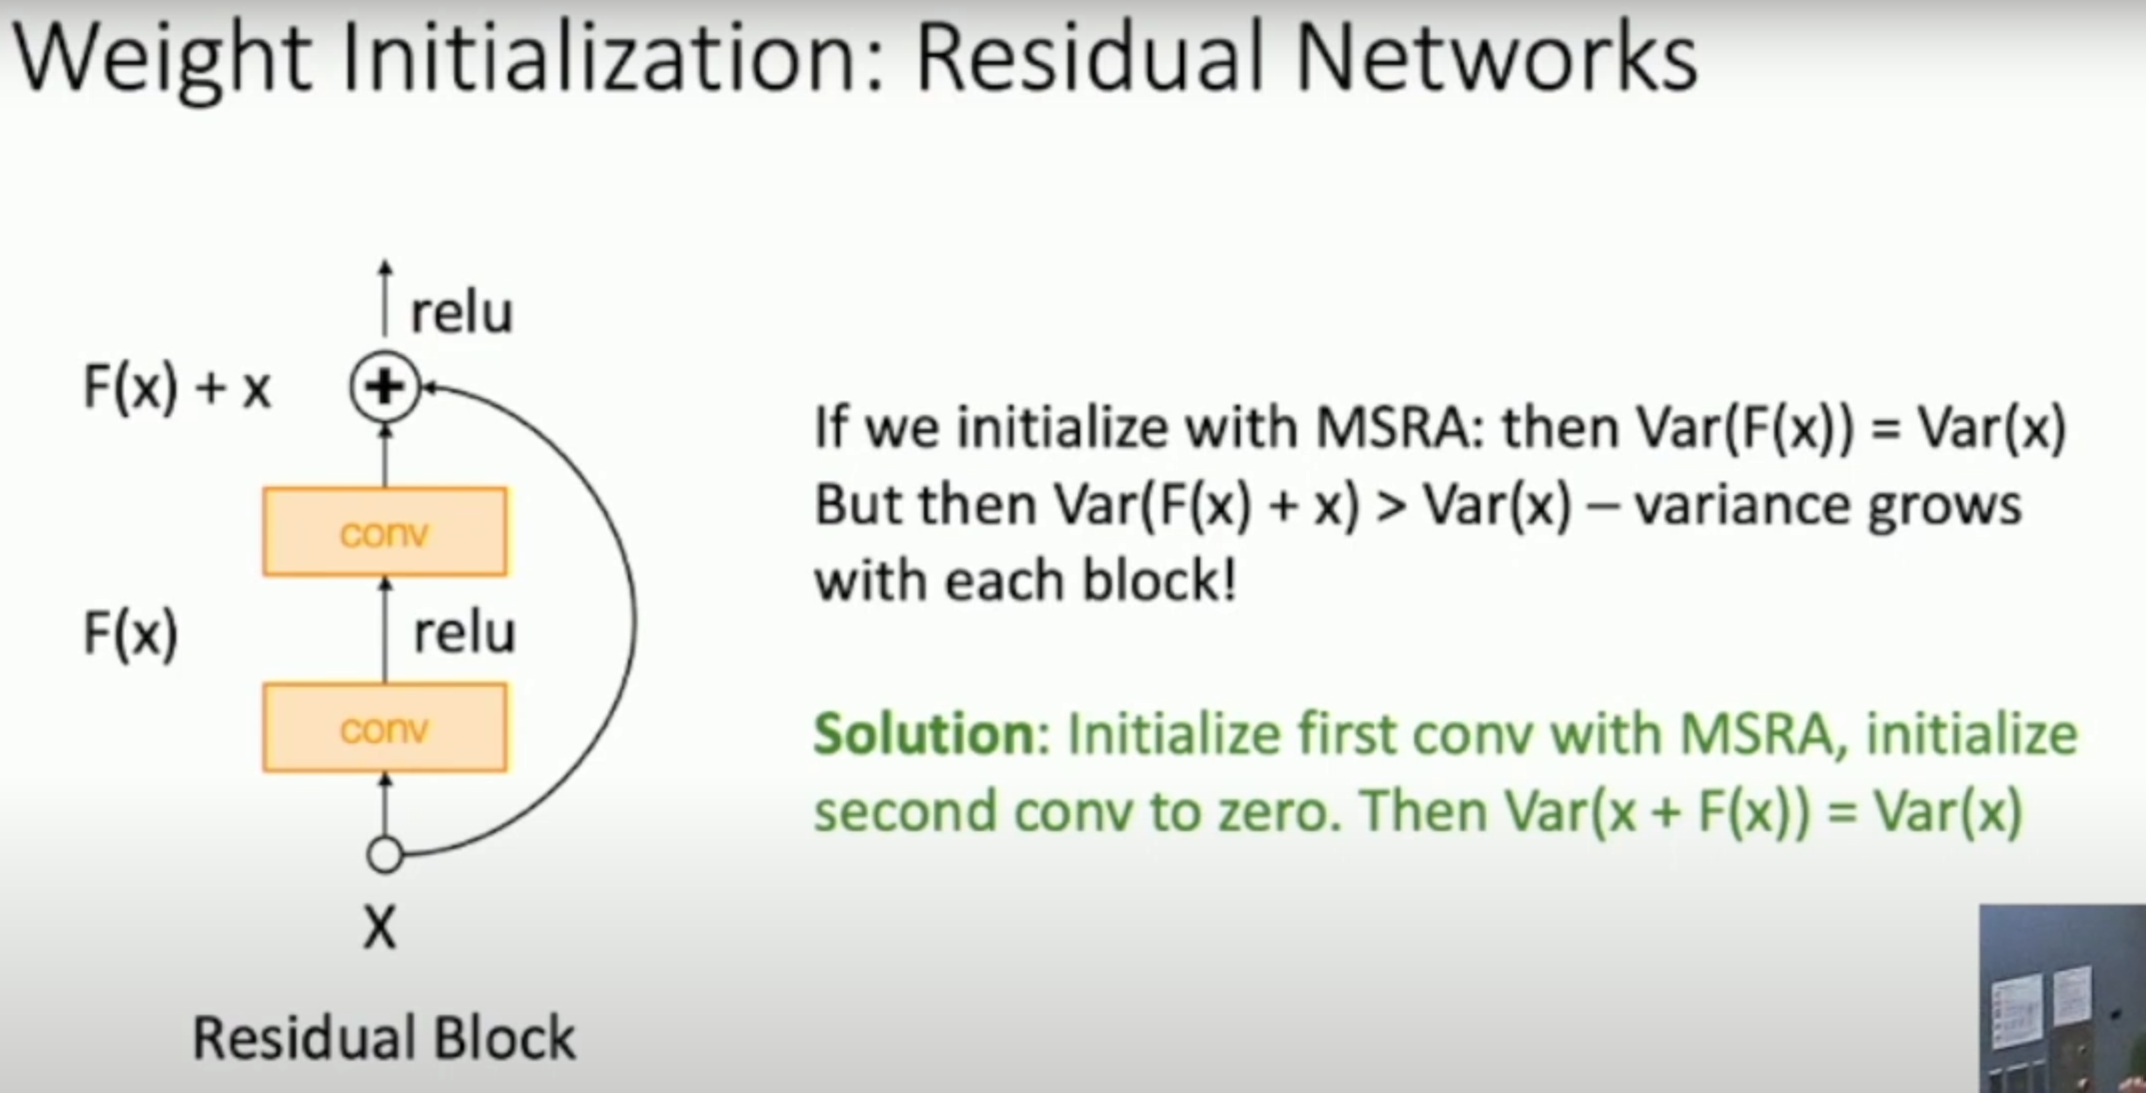 Weight Initialization: Residual Networks
relu
F(x) + x
conv
F(x)
relu
conv
X
Residual Block
If we initialize with MSRA: then Var(F(x)) = Var(x)
But then Var(F(x) + x) > Var(x) – variance grows
with each block!
Solution: Initialize first conv with MSRA, initialize
second conv to zero. Then Var(x + F(x)) = Var(x)